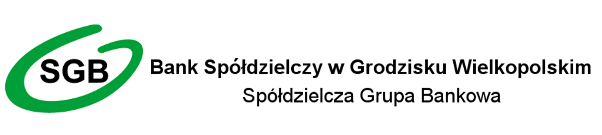 SGB
Bank Spółdzielczy w Grodzisku Wielkopolskim
Spółdzielcza Grupa Bankowa